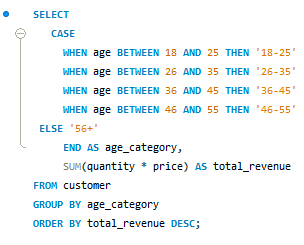 SELECT
CASE
WHEN age BETWEEN 18 AND 25 THEN '18-25'
WHEN age BETWEEN 26 AND 35 THEN '26-35'
WHEN age BETWEEN 36 AND 45 THEN '36-45'
WHEN age BETWEEN 46 AND 55 THEN '46-55'
ELSE '56+'
END AS age_category,
SUM(quantity * price) AS total_revenue
FROM customer
GROUP BY age_category
ORDER BY total_revenue DESC;